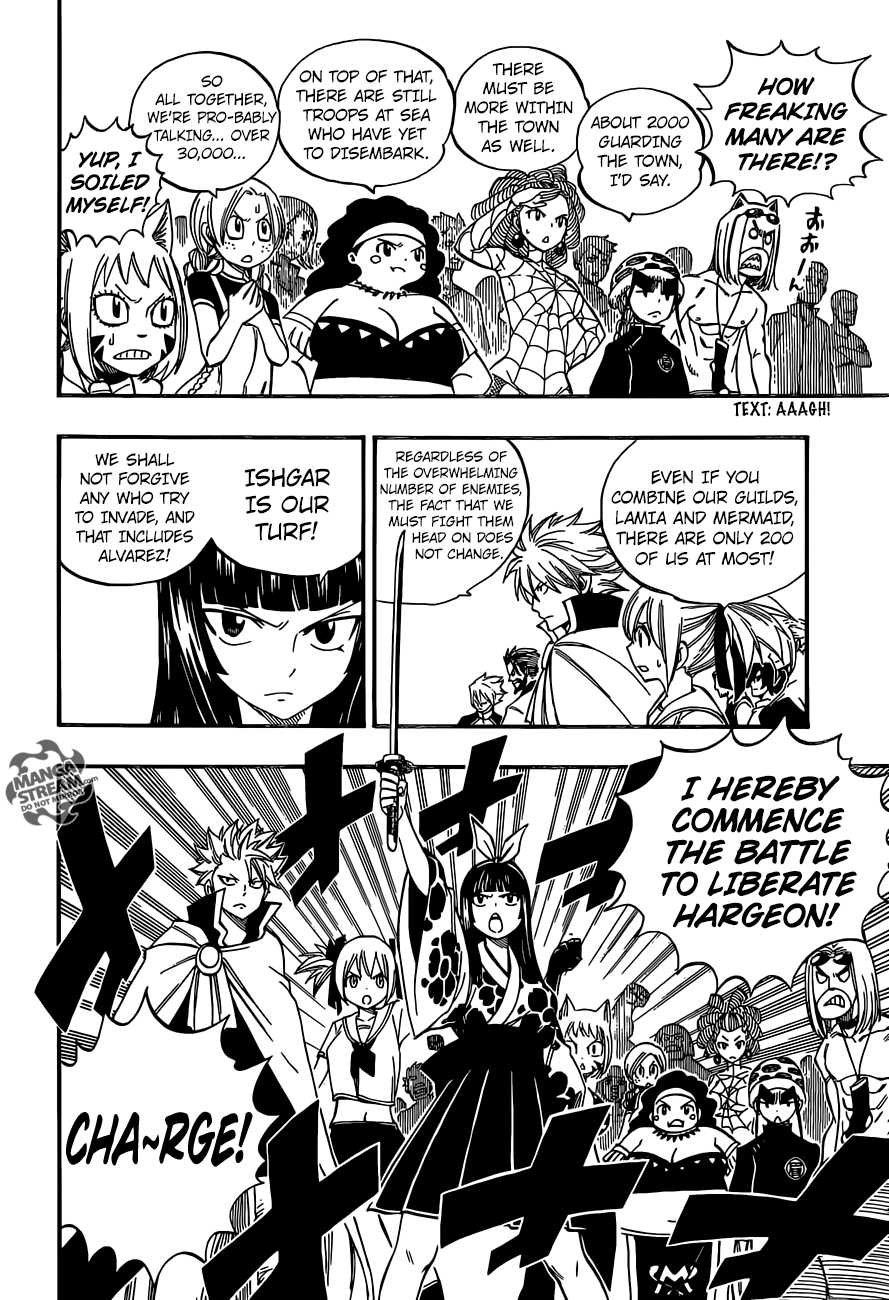 HOW
FREAKING
MANY ARE
THERE!?
ABOUT 2000
GUARDING
THE TOWN,
I'D SAY.
THERE
MUST BE
MORE WITHIN
THE TOWN
AS WELL.
ON TOP OF THAT,
THERE ARE STILL
TROOPS AT SEA
WHO HAVE YET
TO DISEMBARK.
SO
ALL TOGETHER,
WE'RE PRO-BABLY
TALKING... OVER
30,000...
YUP, I
SOILED
MYSELF!
おおーん
TEXT: AAAGH!
EVEN IF YOU
COMBINE OUR GUILDS,
LAMIA AND MERMAID,
THERE ARE ONLY 200
OF US AT MOST!
REGARDLESS OF
THE OVERWHELMING
NUMBER OF ENEMIES,
THE FACT THAT WE
MUST FIGHT THEM
HEAD ON DOES
NOT CHANGE.
ISHGAR
IS OUR
TURF!
WE SHALL
NOT FORGIVE
ANY WHO TRY
TO INVADE, AND
THAT INCLUDES
ALVAREZ!
MANGA
STREAM.com
I HEREBY
COMMENCE
THE BATTLE
TO LIBERATE
HARGEON!
CHA~RGE!